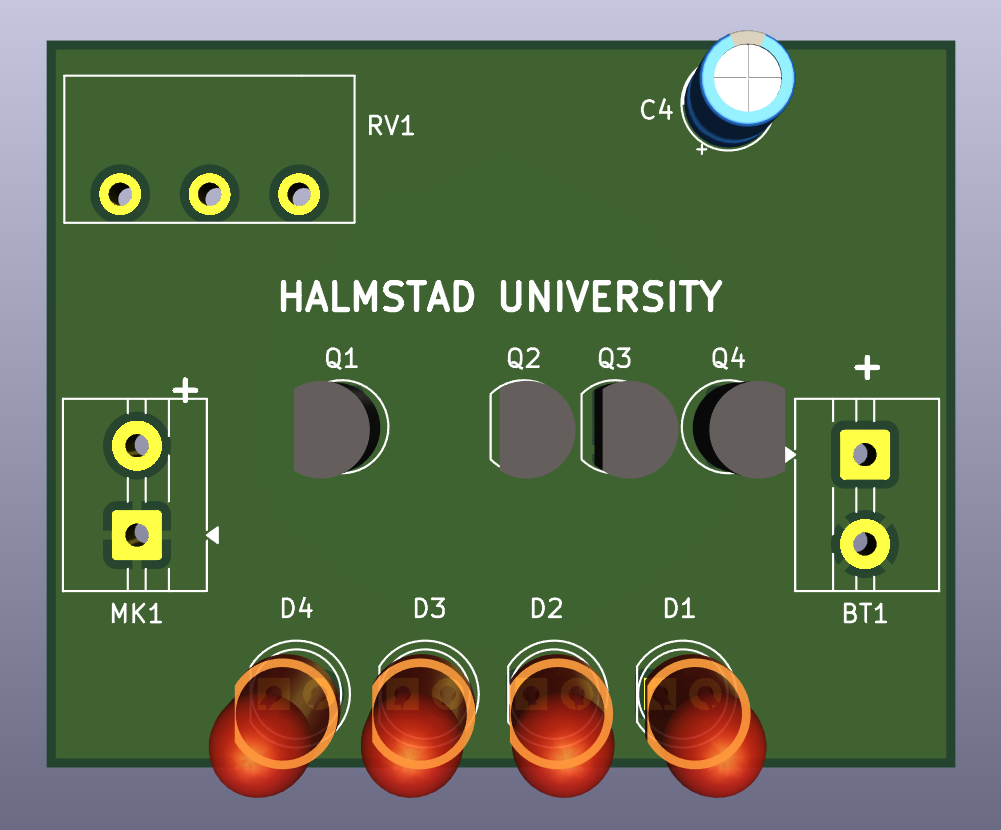 RV1
C4
+
HALMSTAD UNIVERSITY
Q1 Q2 Q3 Q4
+
+
MK1
BT1
D4 D3 D2 D1